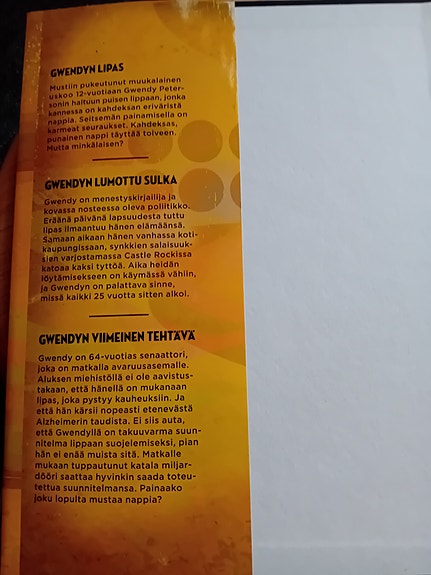 GWENDYN LIPAS
Mustiin pukeutunut muukalainen
uskoo 12-vuotiaan Gwendy Peter-
sonin haltuun puisen lippaan, jonka
kannessa on kahdeksan eriväristä
nappia. Seitsemän painamisella on
karmeat seuraukset. Kahdeksas,
punainen nappi täyttää toiveen.
Mutta minkälaisen?
GWENDYN LUMOTTU SULKA
Gwendy on menestyskirjailija ja
kovassa nosteessa oleva poliitikko.
Eräänä päivänä lapsuudesta tuttu
lipas ilmaantuu hänen elämäänsä.
Samaan aikaan hänen vanhassa koti-
kaupungissaan, synkkien salaisuuk-
sien varjostamassa Castle Rockissa
katoaa kaksi tyttöä. Aika heidän
löytämisekseen on käymässä vähiin,
ja Gwendyn on palattava sinne,
missä kaikki 25 vuotta sitten alkoi.
GWENDYN VIIMEINEN TEHTÄVÄ
Gwendy on 64-vuotias senaattori,
joka on matkalla avaruusasemalle.
Aluksen miehistöllä ei ole aavistus-
takaan, että hänellä on mukanaan
lipas, joka pystyy kauheuksiin. Ja
että hän kärsii nopeasti etenevästä
Alzheimerin taudista. Ei siis auta,
että Gwendyllä on takuuvarma suun-
nitelma lippaan suojelemiseksi, pian
hän ei enää muista sitä. Matkalle
mukaan tuppautunut katala miljar-
dööri saattaa hyvinkin saada toteu-
tettua suunnitelmansa. Painaako
joku lopulta mustaa nappia?